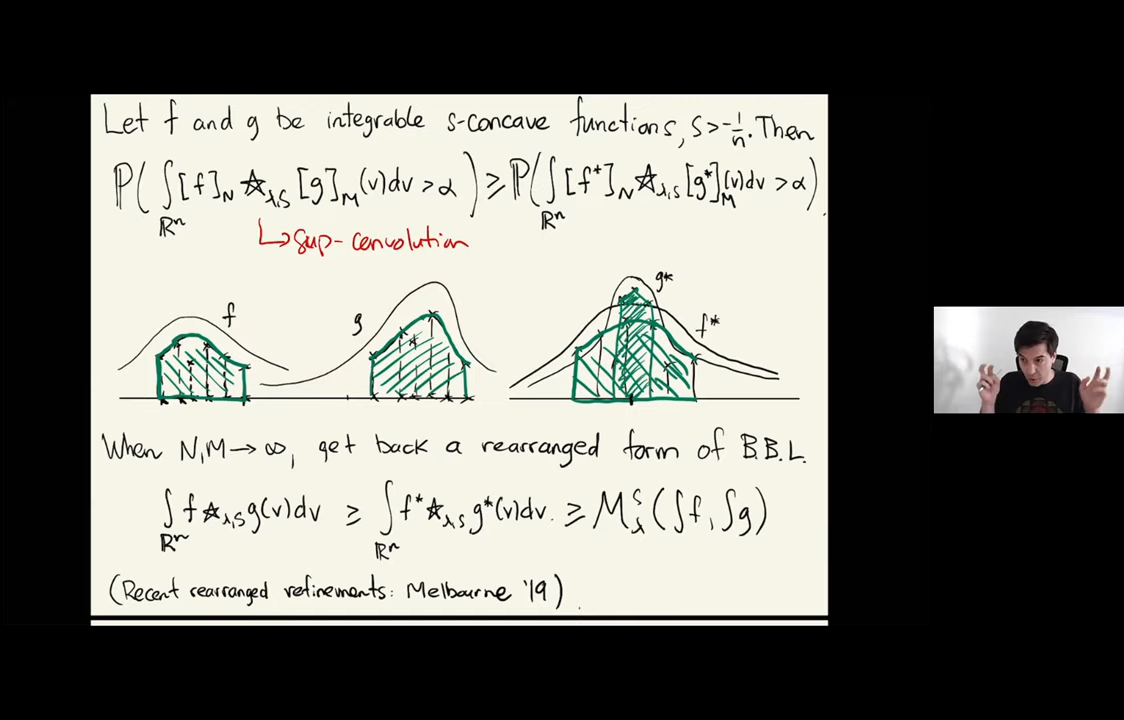 Let f and g be integrable s-concave functions, s > -1/n. Then
ℙ( ∫_{ℝⁿ} [f]_N ☆_{λ,s} [g]_M (v)dv > α ) ≥ ℙ( ∫_{ℝⁿ} [f*]_N ☆_{λ,s} [g*]_M (v)dv > α ).
↳ sup-convolution
f g g* f*
When N,M → ∞, get back a rearranged form of B.B.L.
∫_{ℝⁿ} f ☆_{λ,s} g(v)dv ≥ ∫_{ℝⁿ} f* ☆_{λ,s} g*(v)dv. ≥ M_λ^s (∫f, ∫g)
(Recent rearranged refinements: Melbourne '19).